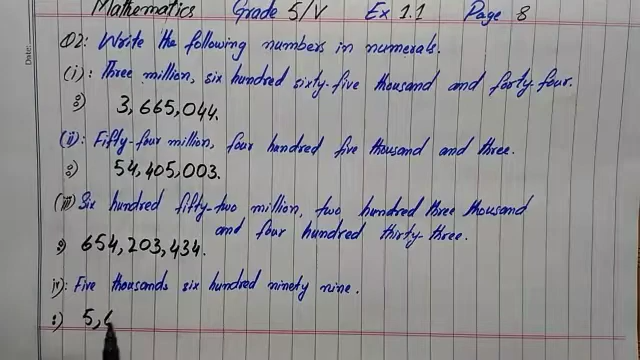 Mathematics Grade 5/V Ex 1.1 Page 8
Date:
Q2: Write the following numbers in numerals.
(i): Three million, six hundred sixty-five thousand and forty-four.
:) 3,665,044.
(ii): Fifty-four million, four hundred five thousand and three.
:) 54,405,003.
(iii) Six hundred fifty-two million, two hundred three thousand
and four hundred thirty-three.
:) 654,203,434.
iv): Five thousands six hundred ninety nine.
:) 5,6